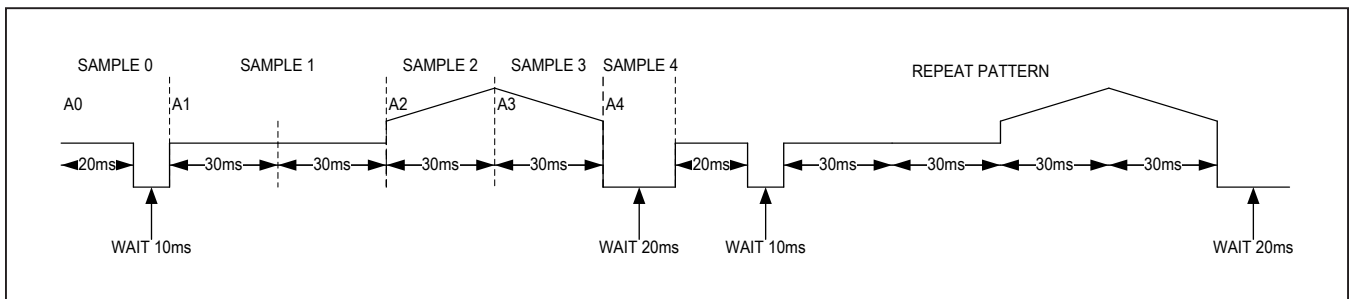 SAMPLE 0 SAMPLE 1 SAMPLE 2 SAMPLE 3 SAMPLE 4 REPEAT PATTERN
A0 A1 A2 A3 A4
20ms 30ms 30ms 30ms 30ms 20ms 30ms 30ms 30ms 30ms
WAIT 10ms WAIT 20ms WAIT 10ms WAIT 20ms